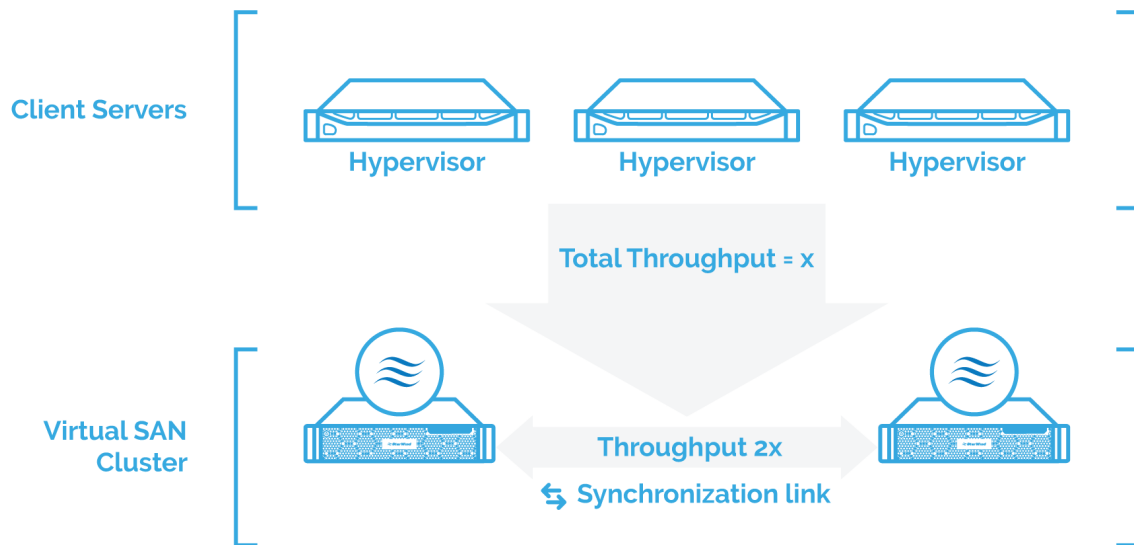 Client Servers
Hypervisor
Hypervisor
Hypervisor
Total Throughput = x
Virtual SAN
Cluster
Throughput 2x
Synchronization link